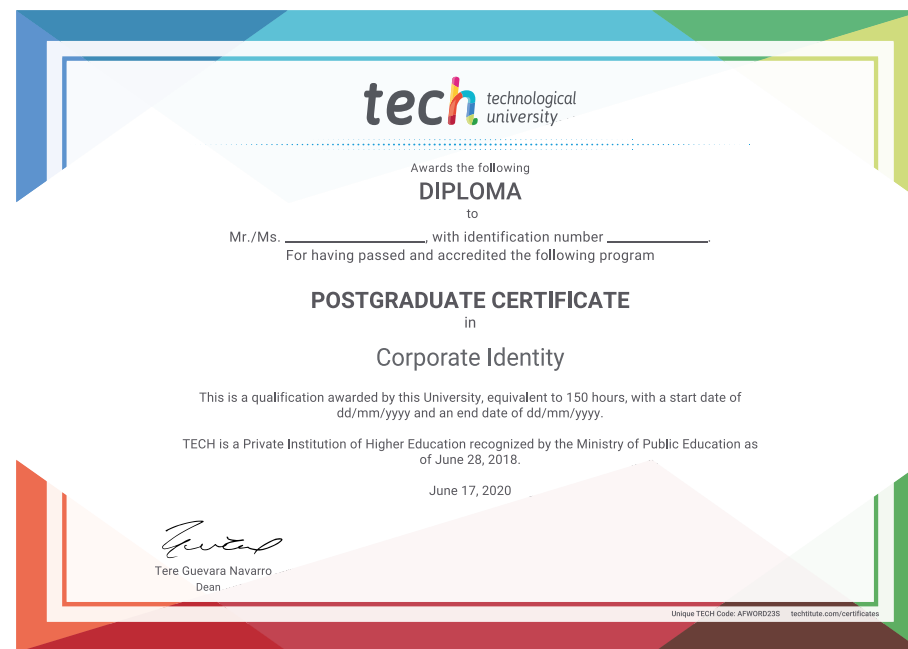 tech technological
university
Awards the following
DIPLOMA
to
Mr./Ms. ____________________, with identification number ______________.
For having passed and accredited the following program
POSTGRADUATE CERTIFICATE
in
Corporate Identity
This is a qualification awarded by this University, equivalent to 150 hours, with a start date of
dd/mm/yyyy and an end date of dd/mm/yyyy.
TECH is a Private Institution of Higher Education recognized by the Ministry of Public Education as
of June 28, 2018.
June 17, 2020
Tere Guevara Navarro
Dean
Unique TECH Code: AFWORD23S techtitute.com/certificates